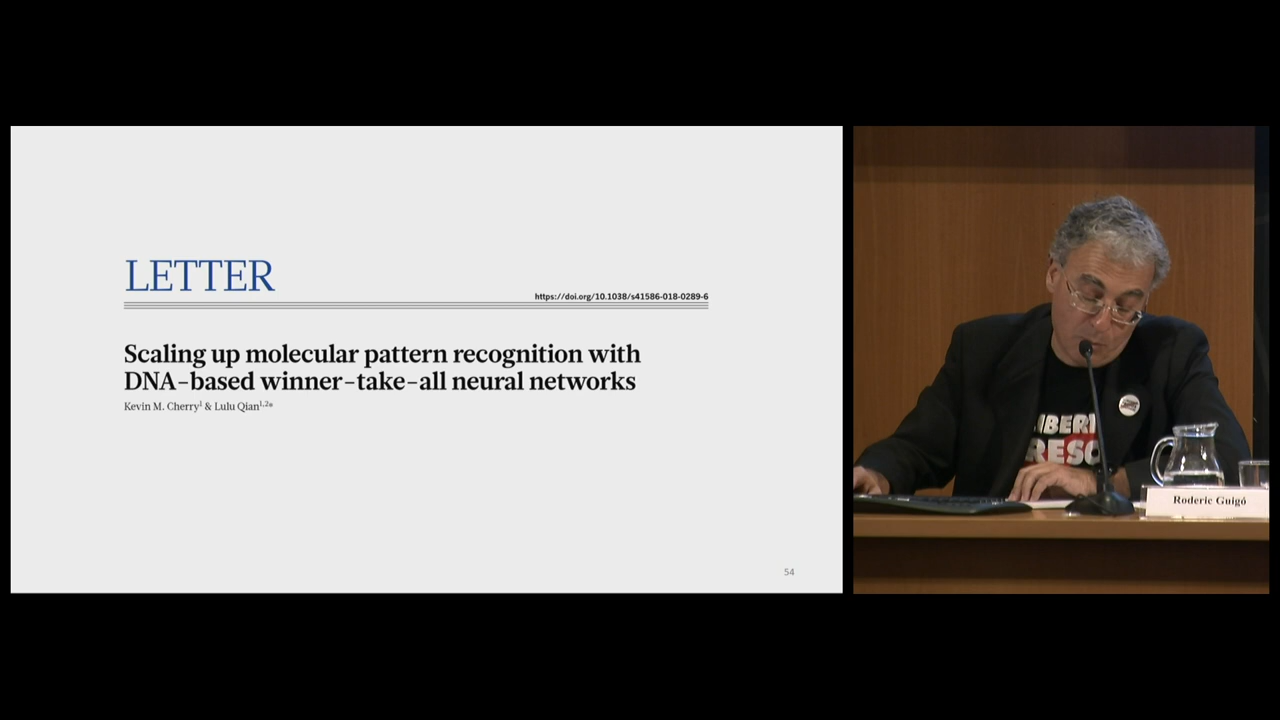 LETTER
https://doi.org/10.1038/s41586-018-0289-6
Scaling up molecular pattern recognition with
DNA-based winner-take-all neural networks
Kevin M. Cherry1 & Lulu Qian1,2*
54
Roderic Guigó